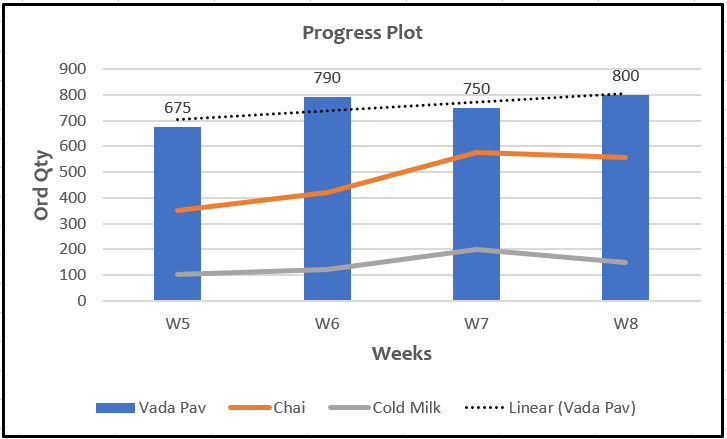 Progress Plot
900
800
700
600
500
400
300
200
100
0
Ord Qty
675
790
750
800
W5 W6 W7 W8
Weeks
Vada Pav Chai Cold Milk Linear (Vada Pav)